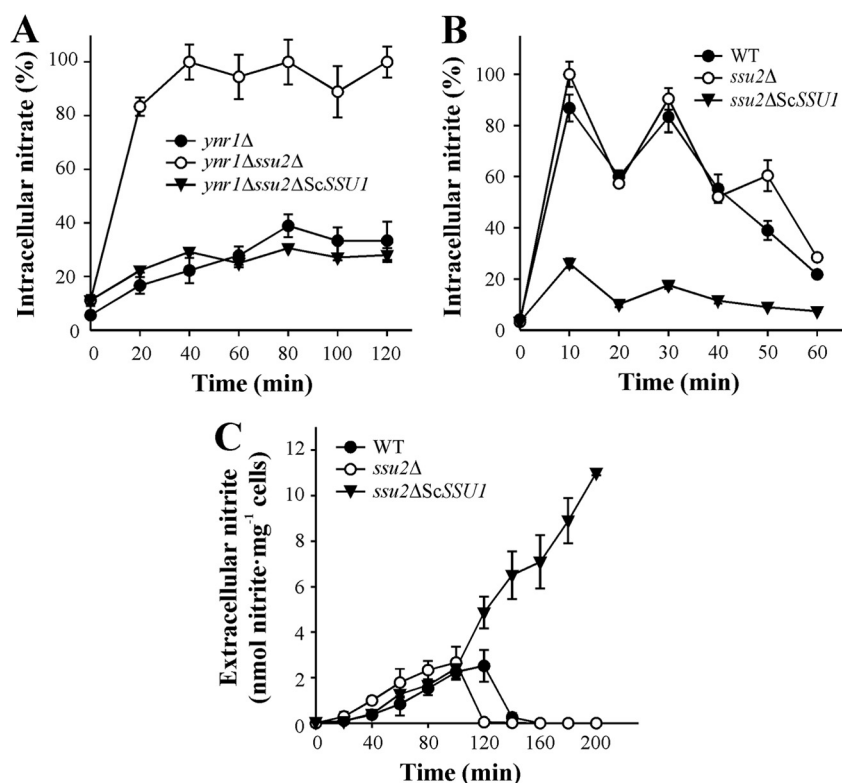 A
Intracellular nitrate (%)
100
80
60
40
20
0
ynr1Δ
ynr1Δssu2Δ
ynr1Δssu2ΔScSSU1
0 20 40 60 80 100 120
Time (min)
B
Intracellular nitrite (%)
100
80
60
40
20
0
WT
ssu2Δ
ssu2ΔScSSU1
0 10 20 30 40 50 60
Time (min)
C
Extracellular nitrite
(nmol nitrite·mg⁻¹ cells)
12
10
8
6
4
2
0
WT
ssu2Δ
ssu2ΔScSSU1
0 40 80 120 160 200
Time (min)